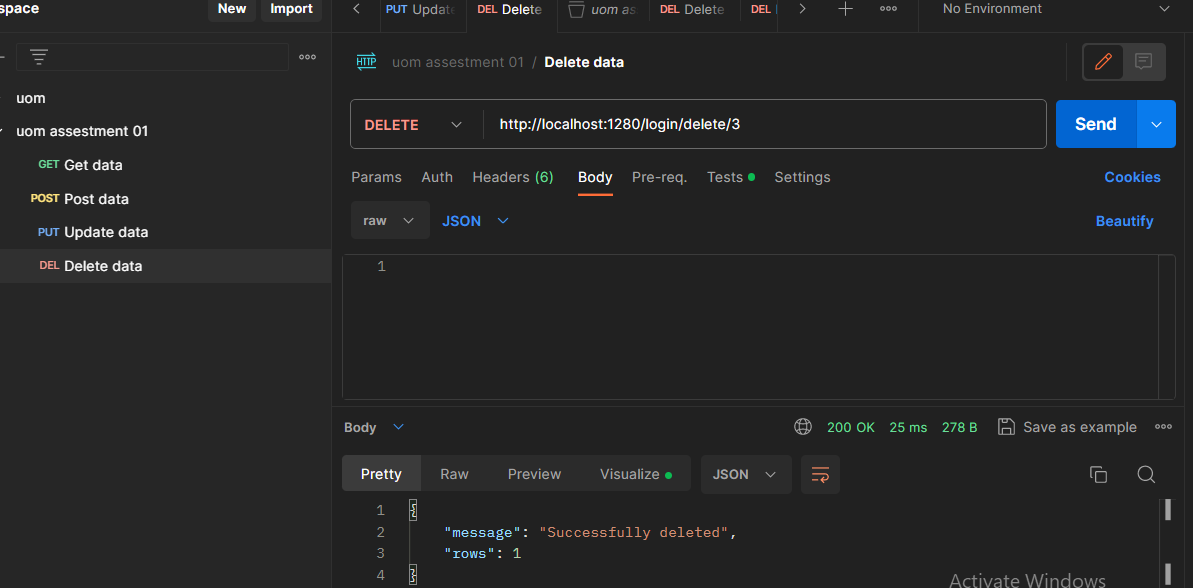 space New Import
PUT Updat DEL Delete uom as DEL Delete DEL No Environment
uom assestment 01 / Delete data
HTTP
uom
uom assestment 01
GET Get data
POST Post data
PUT Update data
DEL Delete data
DELETE http://localhost:1280/login/delete/3 Send
Params Auth Headers (6) Body Pre-req. Tests Settings Cookies
raw JSON Beautify
1
Body 200 OK 25 ms 278 B Save as example
Pretty Raw Preview Visualize JSON
1 {
2 "message": "Successfully deleted",
3 "rows": 1
4 }
Activate Windows